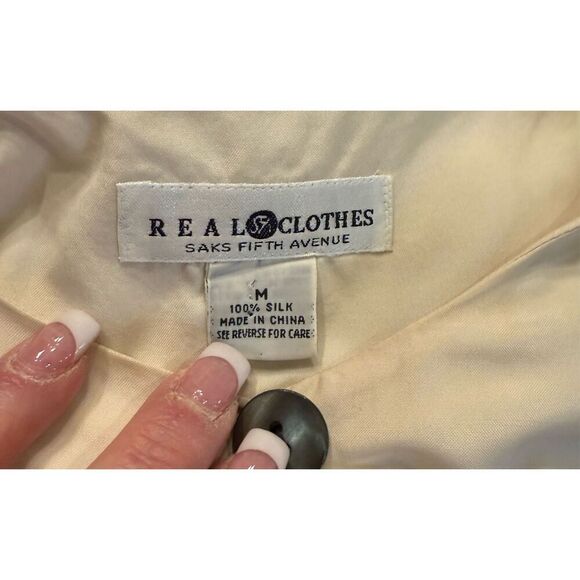 REAL CLOTHES
SAKS FIFTH AVENUE
M
100% SILK
MADE IN CHINA
SEE REVERSE FOR CARE